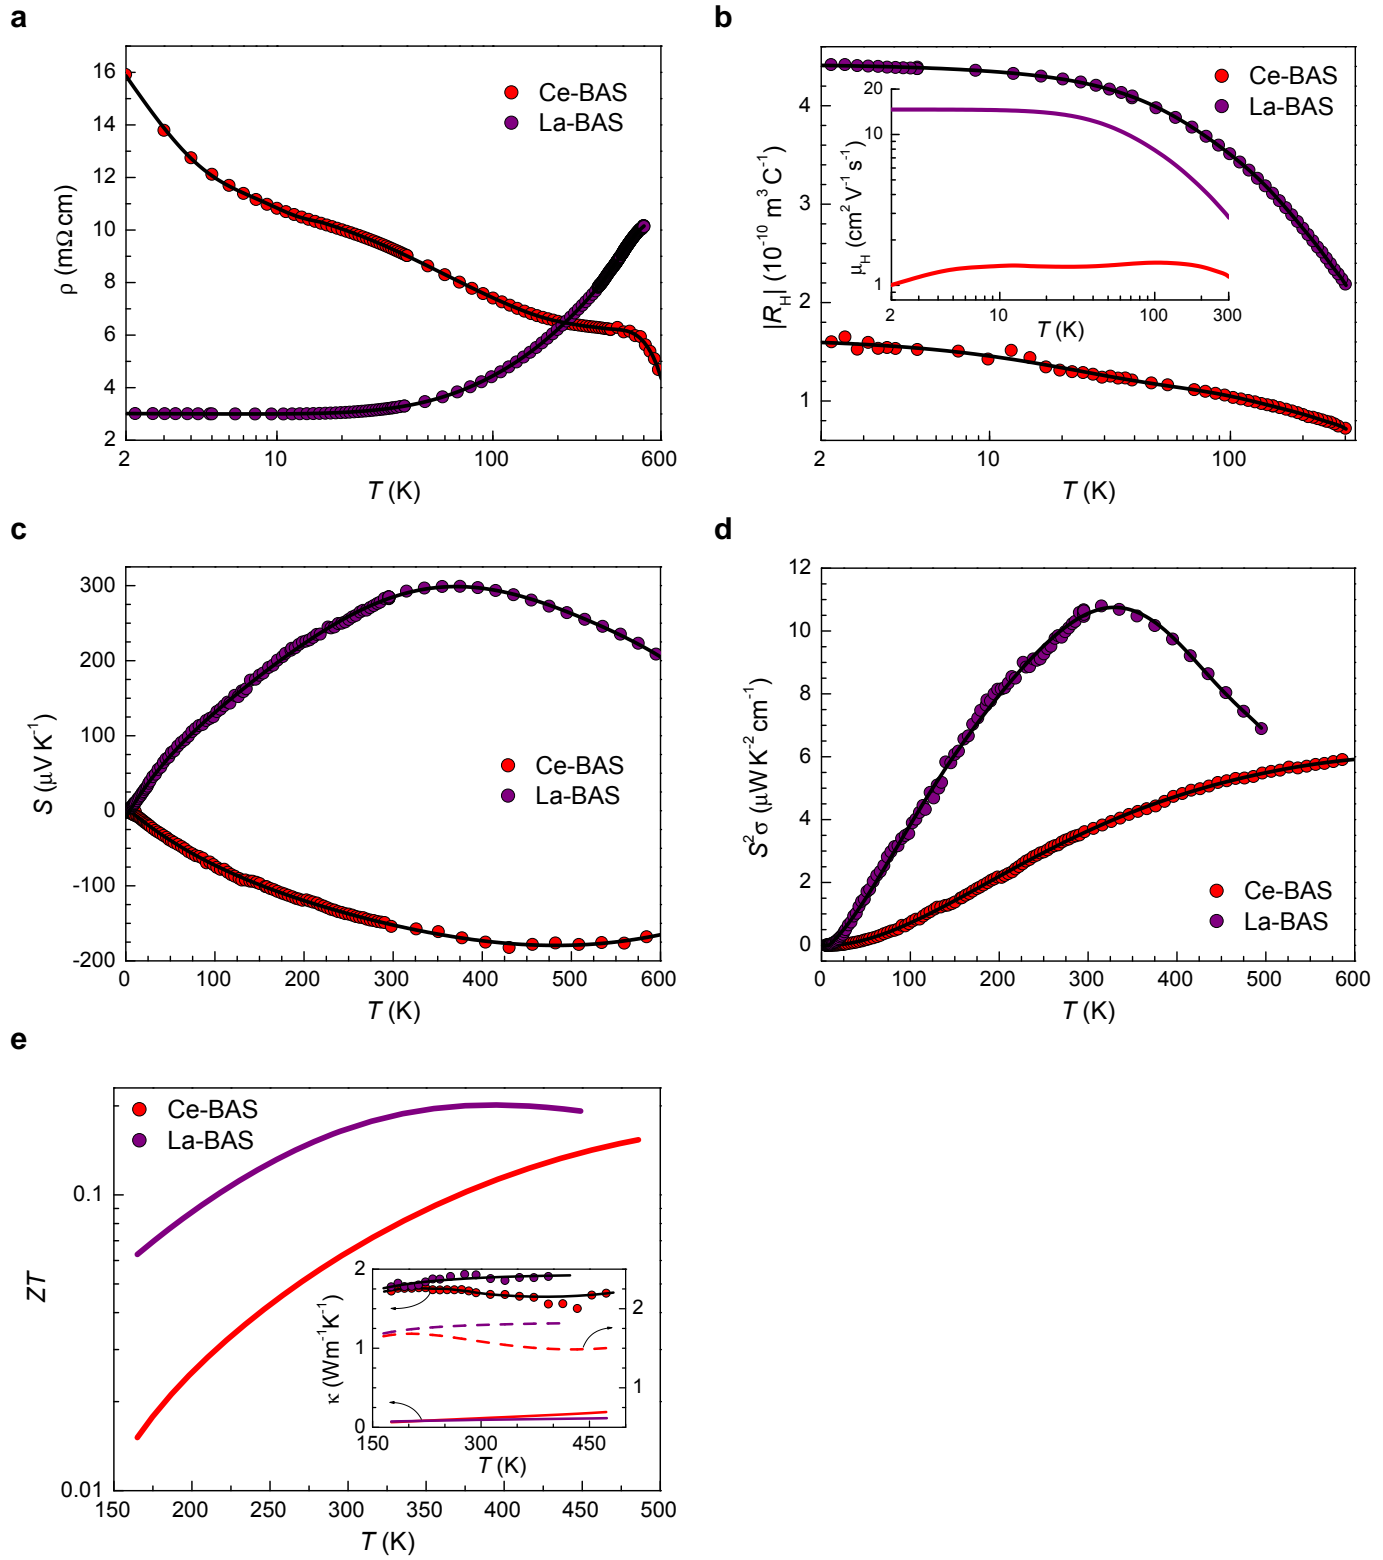 a
16
14
12
10
8
6
4
2
ρ (mΩ cm)
Ce-BAS
La-BAS
2
10
100
600
T (K)
b
4
3
2
1
|R_H| (10⁻¹⁰ m³ C⁻¹)
Ce-BAS
La-BAS
20
10
1
μ_H (cm² V⁻¹ s⁻¹)
2
10
100
300
T (K)
2
10
100
T (K)
c
300
200
100
0
-100
-200
S (μV K⁻¹)
Ce-BAS
La-BAS
0 100 200 300 400 500 600
T (K)
d
12
10
8
6
4
2
0
S²σ (μW K⁻² cm⁻¹)
Ce-BAS
La-BAS
0 100 200 300 400 500 600
T (K)
e
Ce-BAS
La-BAS
0.1
0.01
ZT
2
1
0
κ (Wm⁻¹K⁻¹)
2
1
150 300 450
T (K)
150 200 250 300 350 400 450 500
T (K)